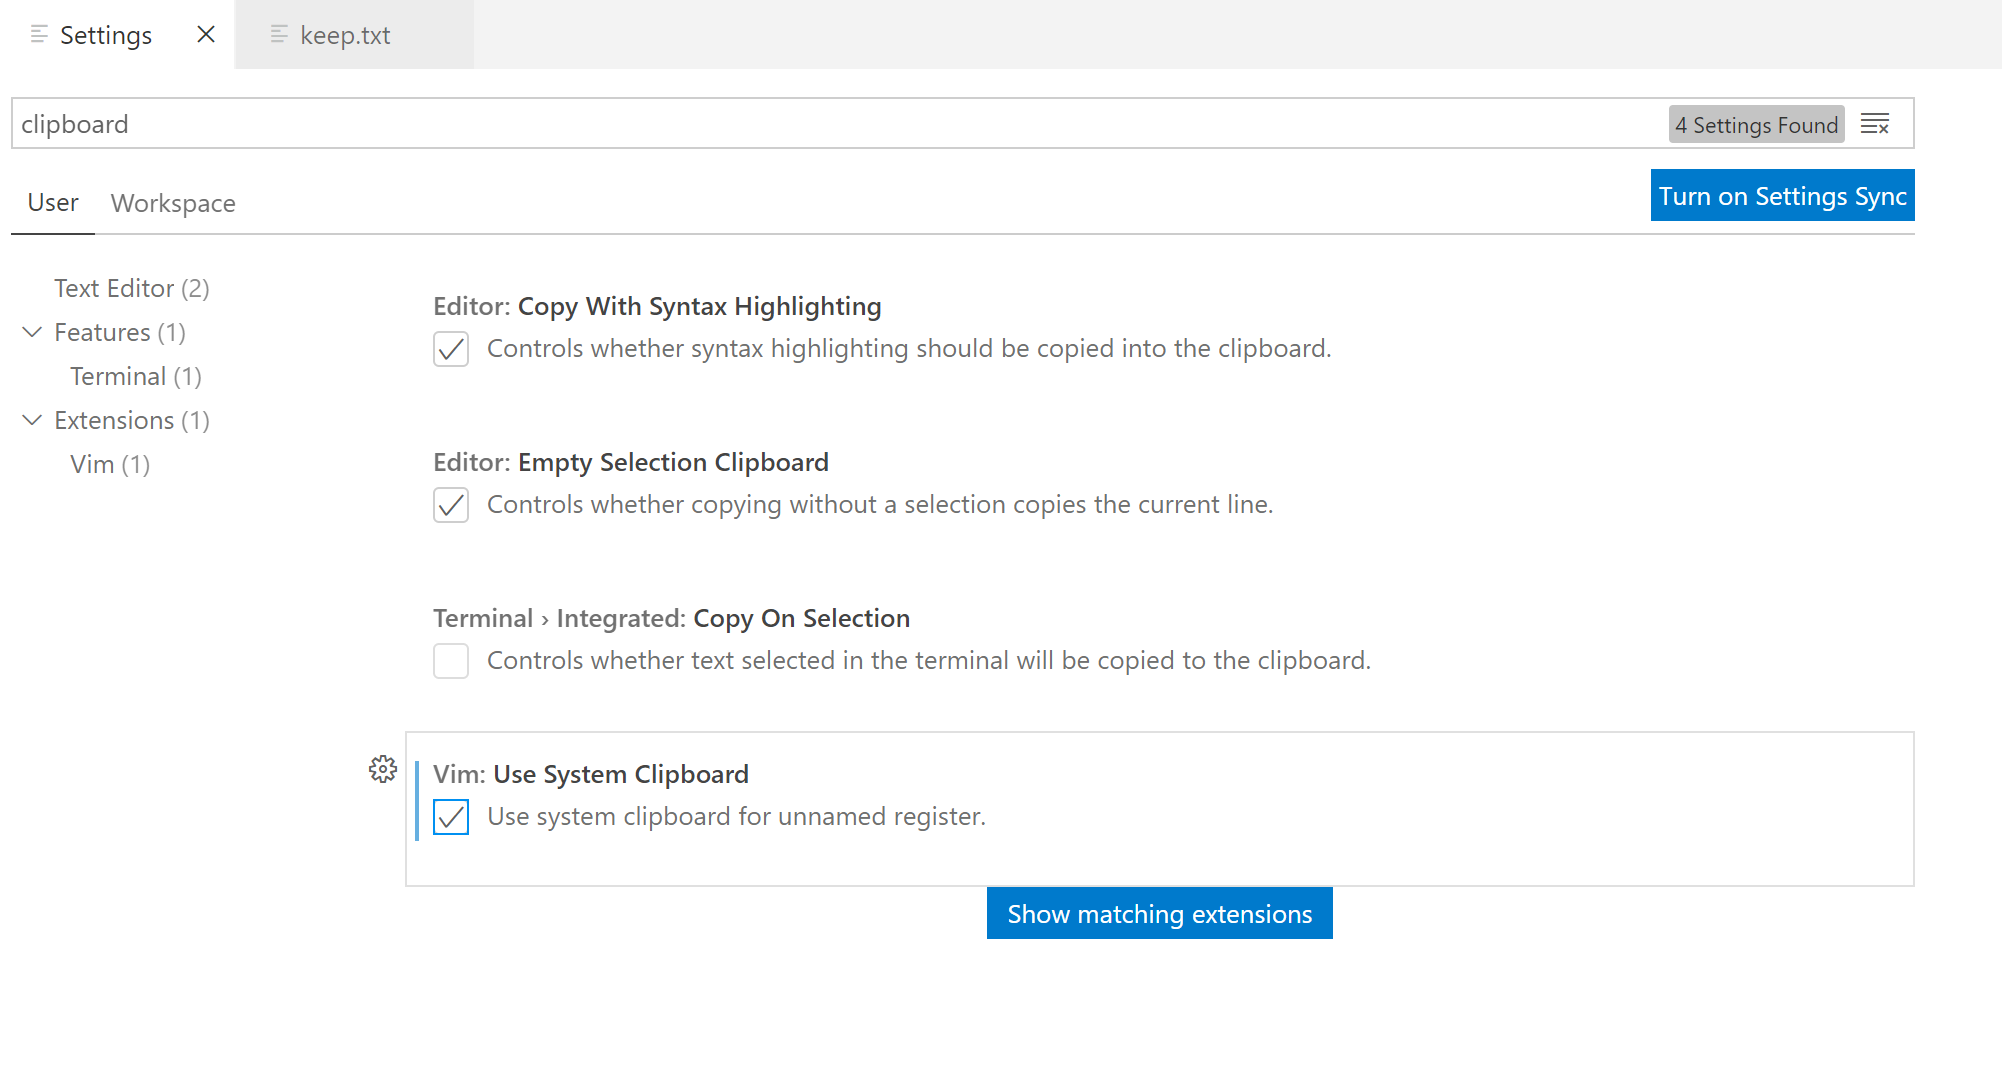 Settings
keep.txt
clipboard
4 Settings Found
User
Workspace
Turn on Settings Sync
Text Editor (2)
Features (1)
Terminal (1)
Extensions (1)
Vim (1)
Editor: Copy With Syntax Highlighting
Controls whether syntax highlighting should be copied into the clipboard.
Editor: Empty Selection Clipboard
Controls whether copying without a selection copies the current line.
Terminal › Integrated: Copy On Selection
Controls whether text selected in the terminal will be copied to the clipboard.
Vim: Use System Clipboard
Use system clipboard for unnamed register.
Show matching extensions